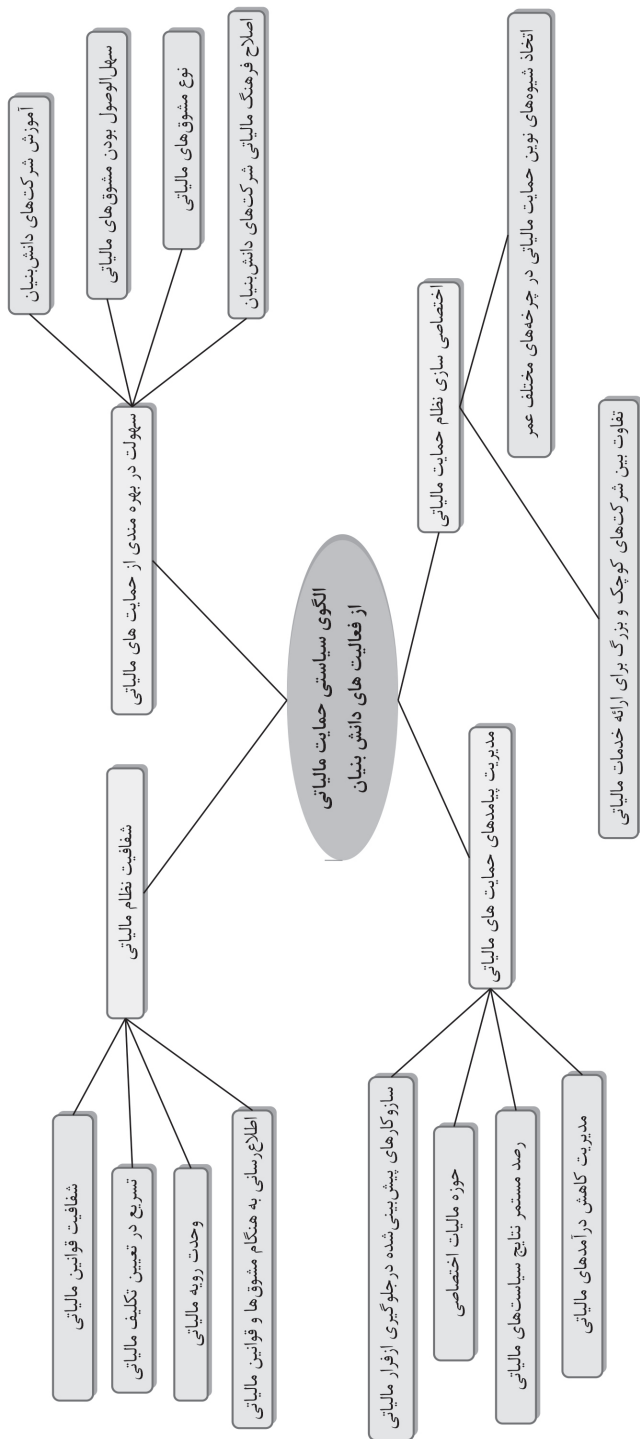 الگوی سیاستی حمایت مالیاتی
از فعالیت های دانش بنیان
سهولت در بهره مندی از حمایت های مالیاتی
آموزش شرکت‌های دانش‌بنیان
سهل‌الوصول بودن مشوق‌های مالیاتی
نوع مشوق‌های مالیاتی
اصلاح فرهنگ مالیاتی شرکت‌های دانش‌بنیان
شفافیت نظام مالیاتی
شفافیت قوانین مالیاتی
تسریع در تعیین تکلیف مالیاتی
وحدت رویه مالیاتی
اطلاع‌رسانی به هنگام مشوق‌ها و قوانین مالیاتی
اختصاصی سازی نظام حمایت مالیاتی
اتخاذ شیوه‌های نوین حمایت مالیاتی در چرخه‌های مختلف عمر
تفاوت بین شرکت‌های کوچک و بزرگ برای ارائه خدمات مالیاتی
مدیریت پیامدهای حمایت های مالیاتی
سازوکارهای پیش‌بینی‌شده درجلوگیری ازفرار مالیاتی
حوزه مالیات اختصاصی
رصد مستمر نتایج سیاست‌های مالیاتی
مدیریت کاهش درآمدهای مالیاتی